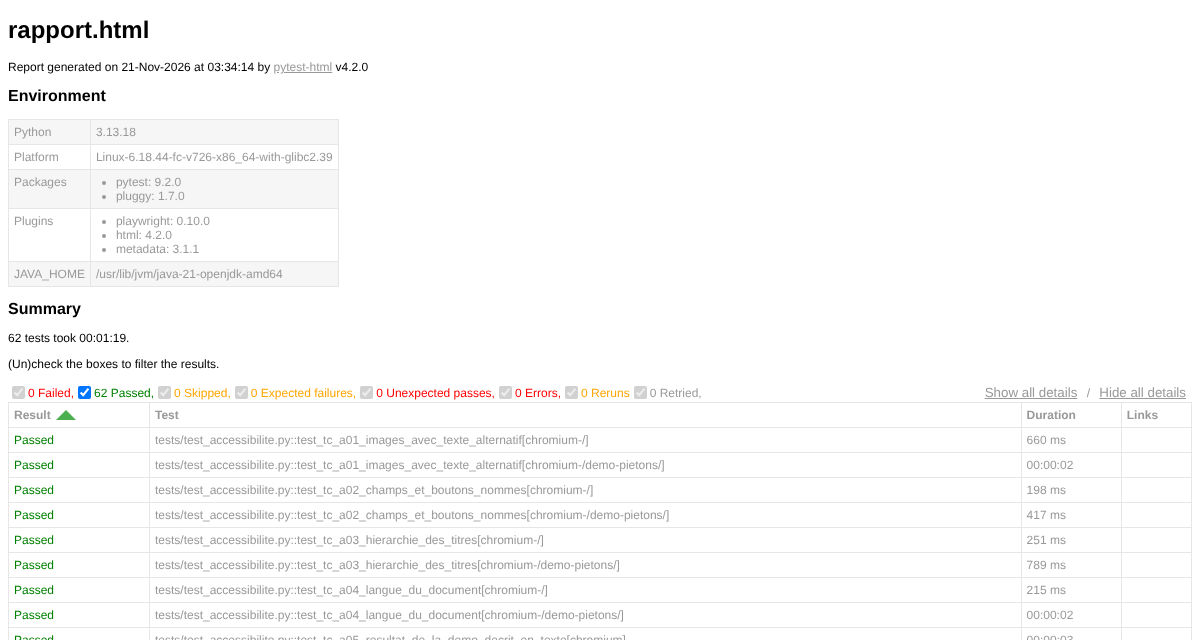 rapport.html
Report generated on 21-Nov-2026 at 03:34:14 by pytest-html v4.2.0
Environment
Python 3.13.18
Platform Linux-6.18.44-fc-v726-x86_64-with-glibc2.39
Packages
pytest: 9.2.0
pluggy: 1.7.0
Plugins
playwright: 0.10.0
html: 4.2.0
metadata: 3.1.1
JAVA_HOME /usr/lib/jvm/java-21-openjdk-amd64
Summary
62 tests took 00:01:19.
(Un)check the boxes to filter the results.
0 Failed, 62 Passed, 0 Skipped, 0 Expected failures, 0 Unexpected passes, 0 Errors, 0 Reruns 0 Retried, Show all details / Hide all details
Result Test Duration Links
Passed tests/test_accessibilite.py::test_tc_a01_images_avec_texte_alternatif[chromium-/] 660 ms
Passed tests/test_accessibilite.py::test_tc_a01_images_avec_texte_alternatif[chromium-/demo-pietons/] 00:00:02
Passed tests/test_accessibilite.py::test_tc_a02_champs_et_boutons_nommes[chromium-/] 198 ms
Passed tests/test_accessibilite.py::test_tc_a02_champs_et_boutons_nommes[chromium-/demo-pietons/] 417 ms
Passed tests/test_accessibilite.py::test_tc_a03_hierarchie_des_titres[chromium-/] 251 ms
Passed tests/test_accessibilite.py::test_tc_a03_hierarchie_des_titres[chromium-/demo-pietons/] 789 ms
Passed tests/test_accessibilite.py::test_tc_a04_langue_du_document[chromium-/] 215 ms
Passed tests/test_accessibilite.py::test_tc_a04_langue_du_document[chromium-/demo-pietons/] 00:00:02
Passed tests/test_accessibilite.py::test_tc_a05_resultat_de_la_demo_decrit_en_texte[chromium] 00:00:03